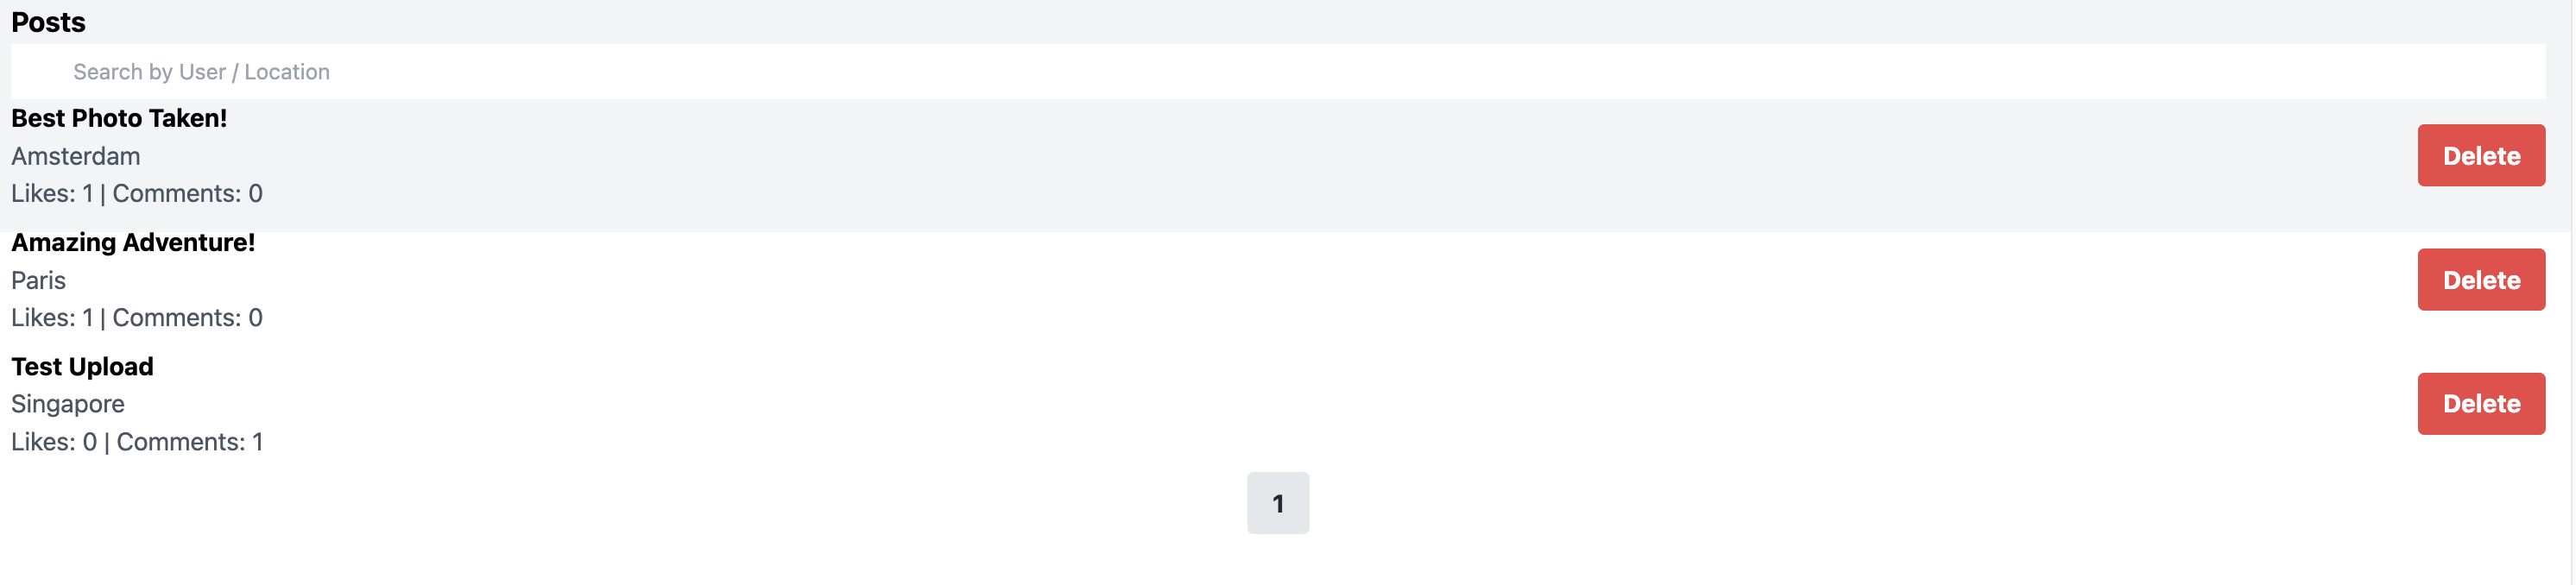 Posts
Search by User / Location
Best Photo Taken!
Amsterdam
Delete
Likes: 1 | Comments: 0
Amazing Adventure!
Paris
Delete
Likes: 1 | Comments: 0
Test Upload
Singapore
Delete
Likes: 0 | Comments: 1
1